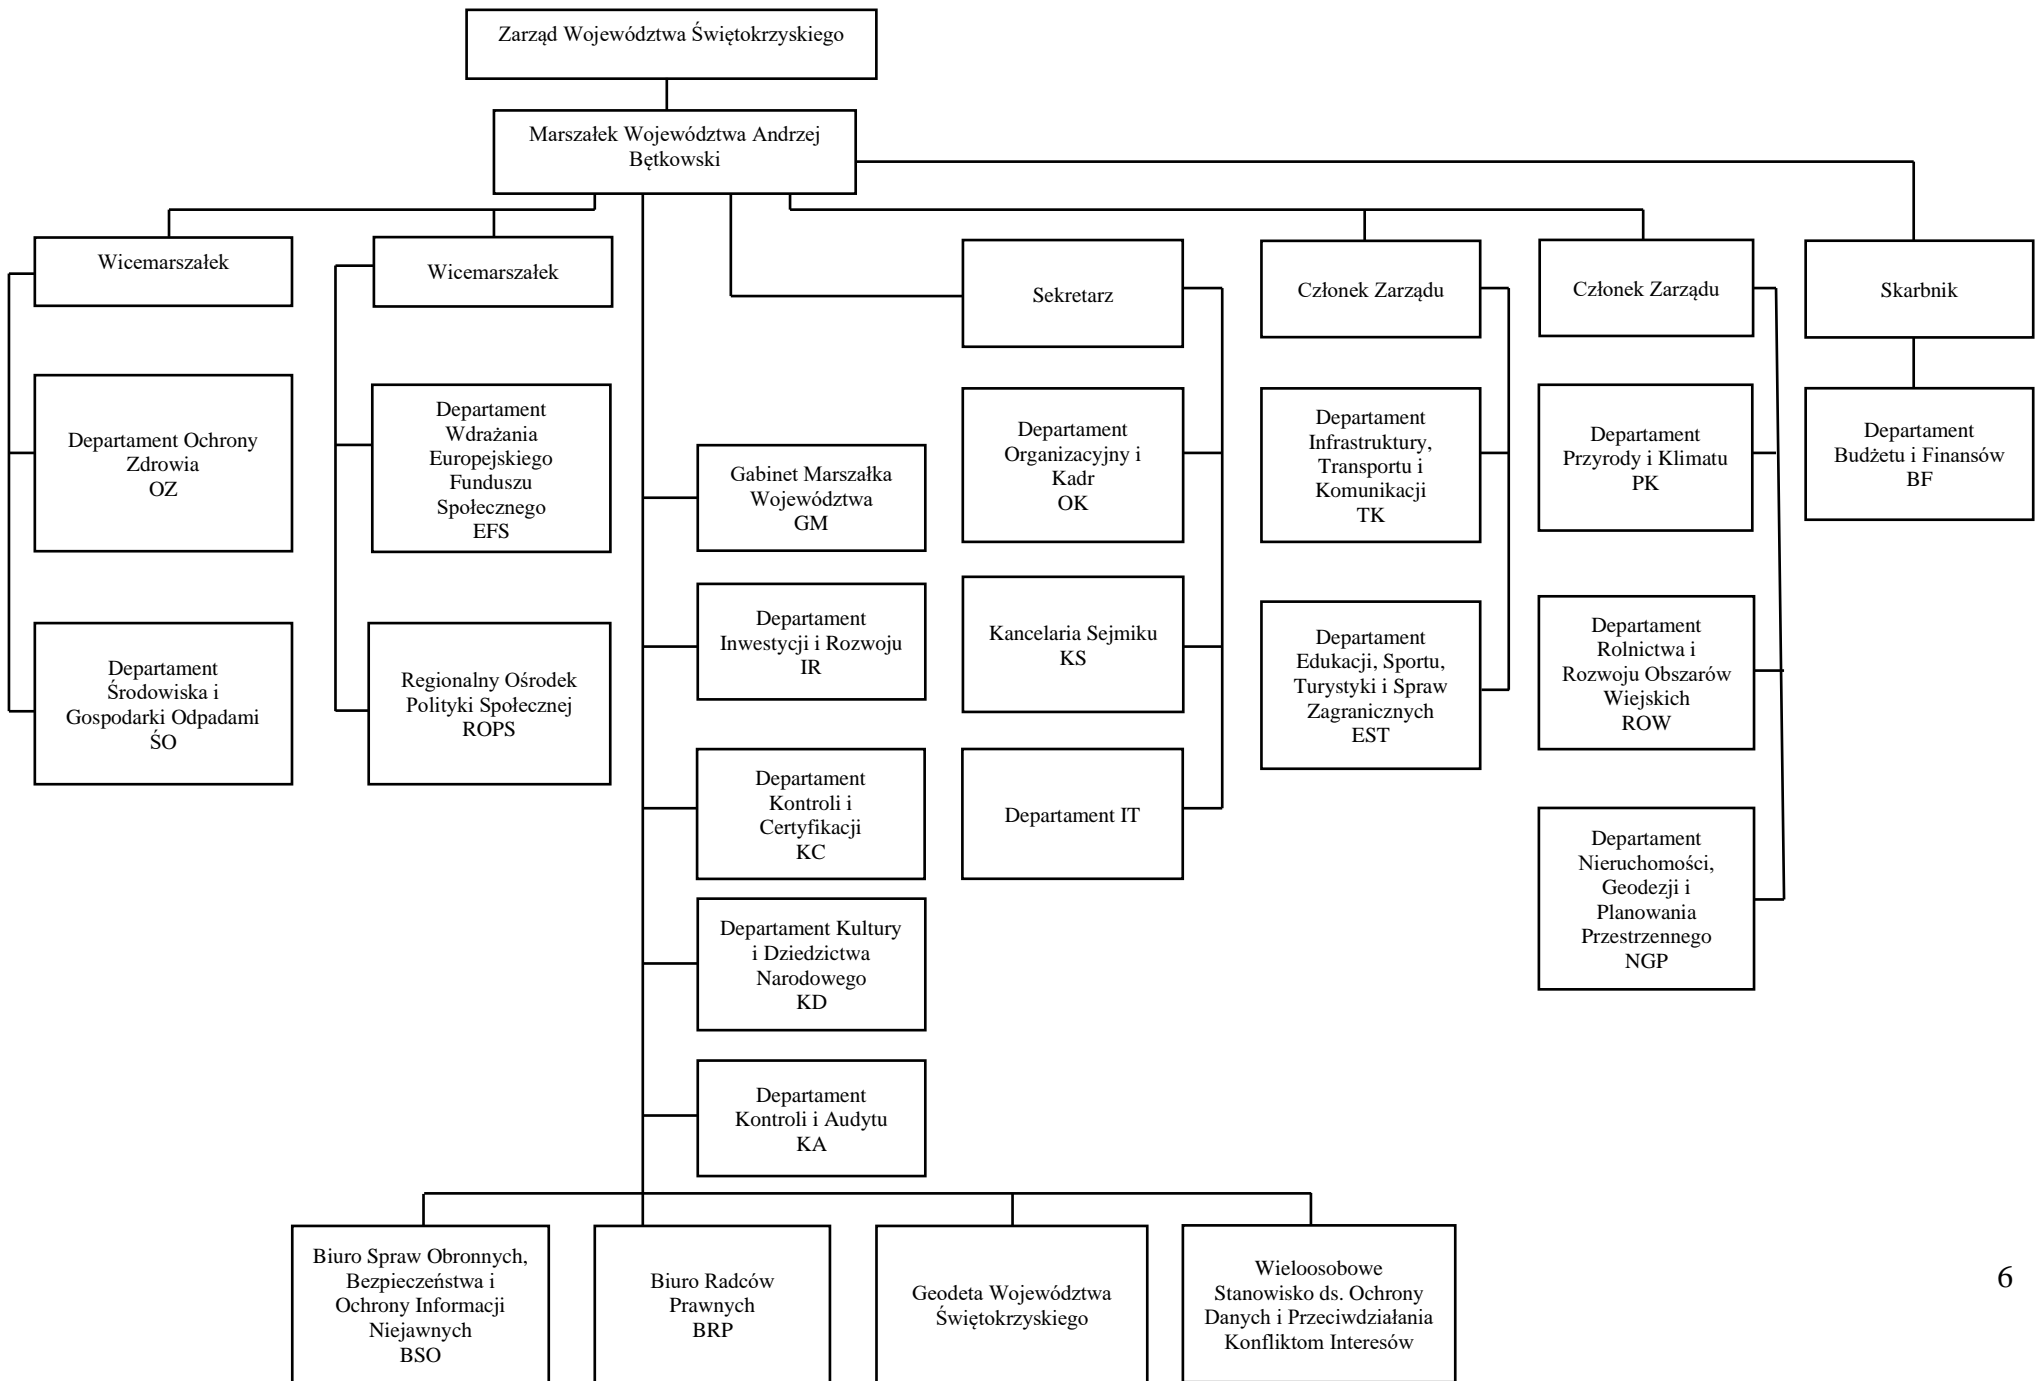 Zarząd Województwa Świętokrzyskiego
Marszałek Województwa Andrzej
Bętkowski
Wicemarszałek
Wicemarszałek
Sekretarz
Członek Zarządu
Członek Zarządu
Skarbnik
Departament Ochrony
Zdrowia
OZ
Departament
Środowiska i
Gospodarki Odpadami
ŚO
Departament
Wdrażania
Europejskiego
Funduszu
Społecznego
EFS
Regionalny Ośrodek
Polityki Społecznej
ROPS
Gabinet Marszałka
Województwa
GM
Departament
Inwestycji i Rozwoju
IR
Departament
Kontroli i
Certyfikacji
KC
Departament Kultury
i Dziedzictwa
Narodowego
KD
Departament
Kontroli i Audytu
KA
Departament
Organizacyjny i
Kadr
OK
Kancelaria Sejmiku
KS
Departament IT
Departament
Infrastruktury,
Transportu i
Komunikacji
TK
Departament
Edukacji, Sportu,
Turystyki i Spraw
Zagranicznych
EST
Departament
Przyrody i Klimatu
PK
Departament
Rolnictwa i
Rozwoju Obszarów
Wiejskich
ROW
Departament
Nieruchomości,
Geodezji i
Planowania
Przestrzennego
NGP
Departament
Budżetu i Finansów
BF
Biuro Spraw Obronnych,
Bezpieczeństwa i
Ochrony Informacji
Niejawnych
BSO
Biuro Radców
Prawnych
BRP
Geodeta Województwa
Świętokrzyskiego
Wieloosobowe
Stanowisko ds. Ochrony
Danych i Przeciwdziałania
Konfliktom Interesów
6